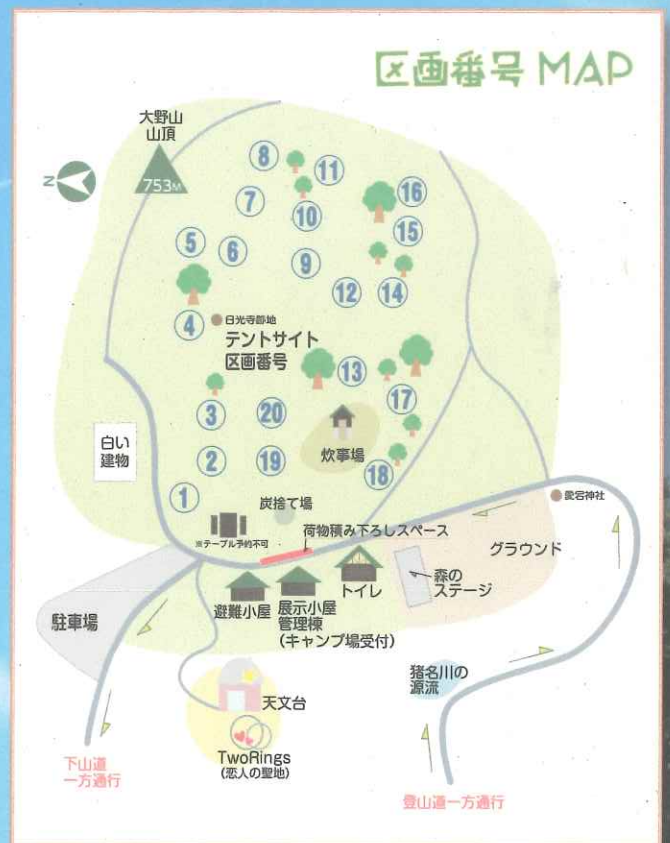 区画番号 MAP
大野山
山頂
753M
N
8
11
7
10
16
15
5
6
9
12
14
4
日光寺跡地
テントサイト
区画番号
13
17
3
20
白い
建物
2
19
炊事場
18
1
炭捨て場
※テーブル予約不可
荷物積み下ろしスペース
愛宕神社
グラウンド
森の
ステージ
トイレ
避難小屋
展示小屋
管理棟
(キャンプ場受付)
駐車場
猪名川の
源流
天文台
TwoRings
(恋人の聖地)
下山道
一方通行
登山道一方通行